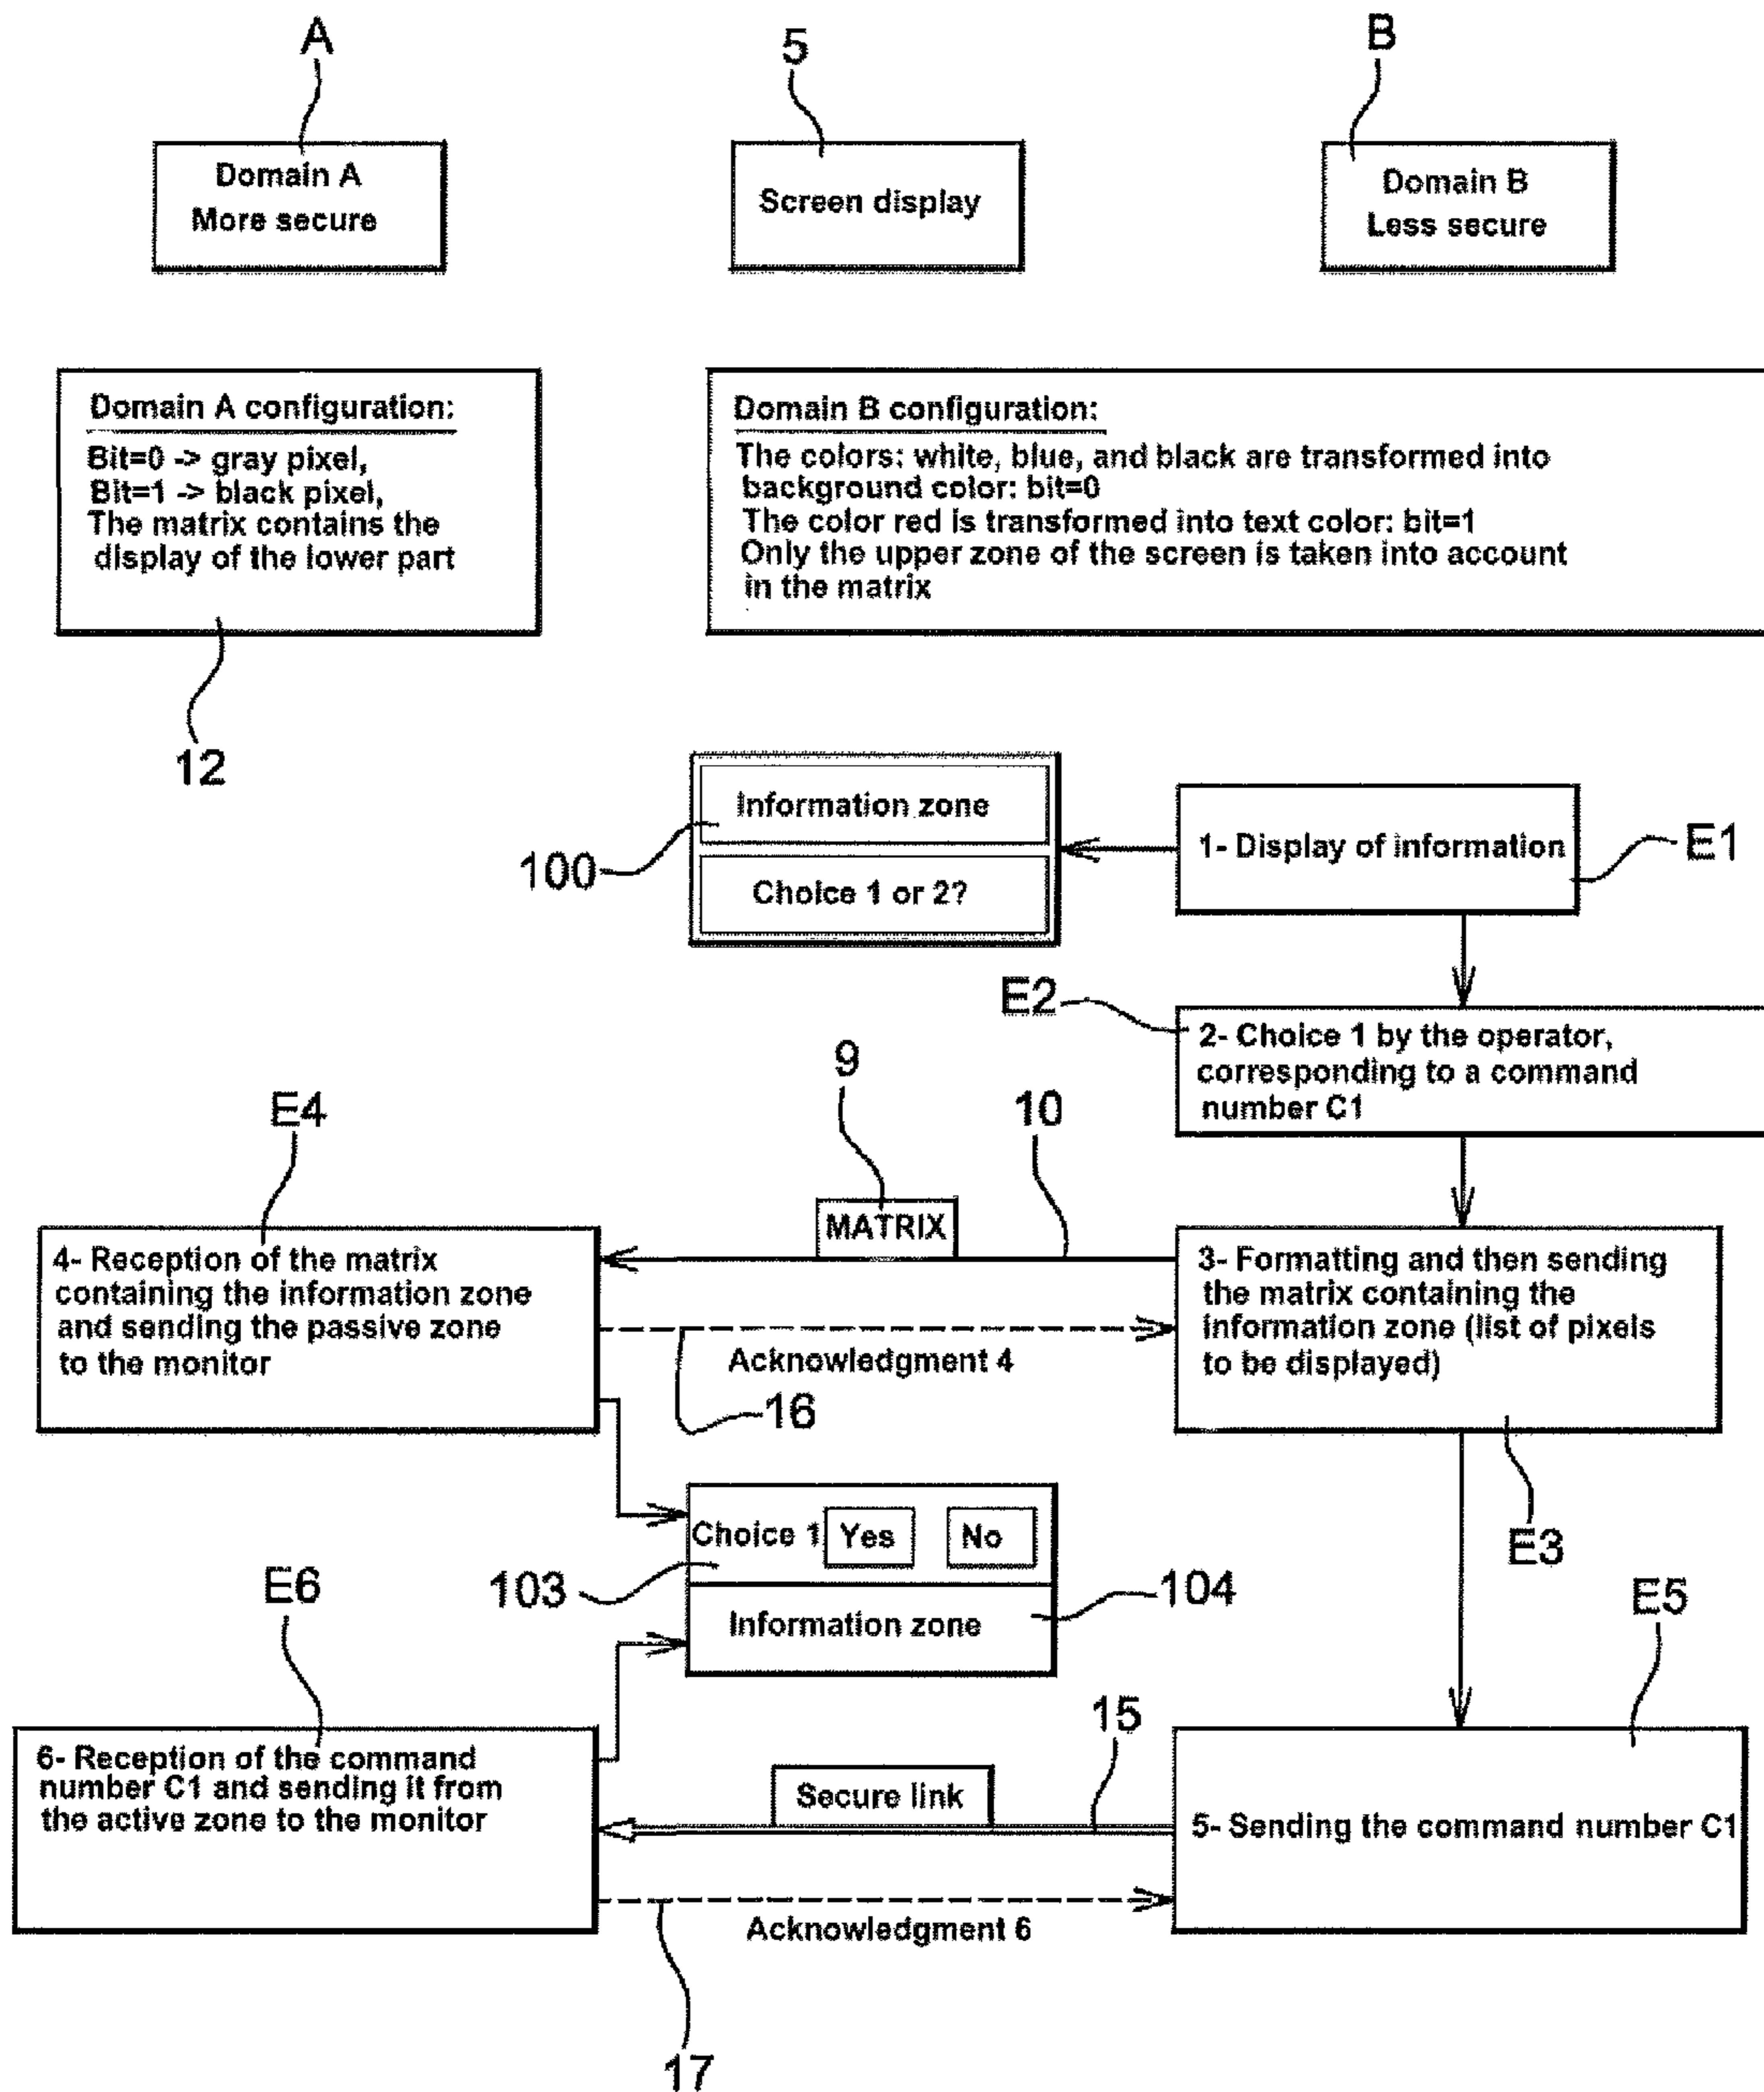 A
5
B
Domain A
More secure
Screen display
Domain B
Less secure
Domain A configuration:
Bit=0 -> gray pixel,
Bit=1 -> black pixel,
The matrix contains the
display of the lower part
12
Domain B configuration:
The colors: white, blue, and black are transformed into
background color: bit=0
The color red is transformed into text color: bit=1
Only the upper zone of the screen is taken into account
in the matrix
Information zone
100
Choice 1 or 2?
1- Display of information
E1
E2
2- Choice 1 by the operator,
corresponding to a command
number C1
9
10
E4
MATRIX
4- Reception of the matrix
containing the information zone
and sending the passive zone
to the monitor
3- Formatting and then sending
the matrix containing the
information zone (list of pixels
to be displayed)
Acknowledgment 4
16
E3
Choice 1 Yes No
103
104
Information zone
E6
E5
15
6- Reception of the command
number C1 and sending it from
the active zone to the monitor
Secure link
5- Sending the command number C1
Acknowledgment 6
17